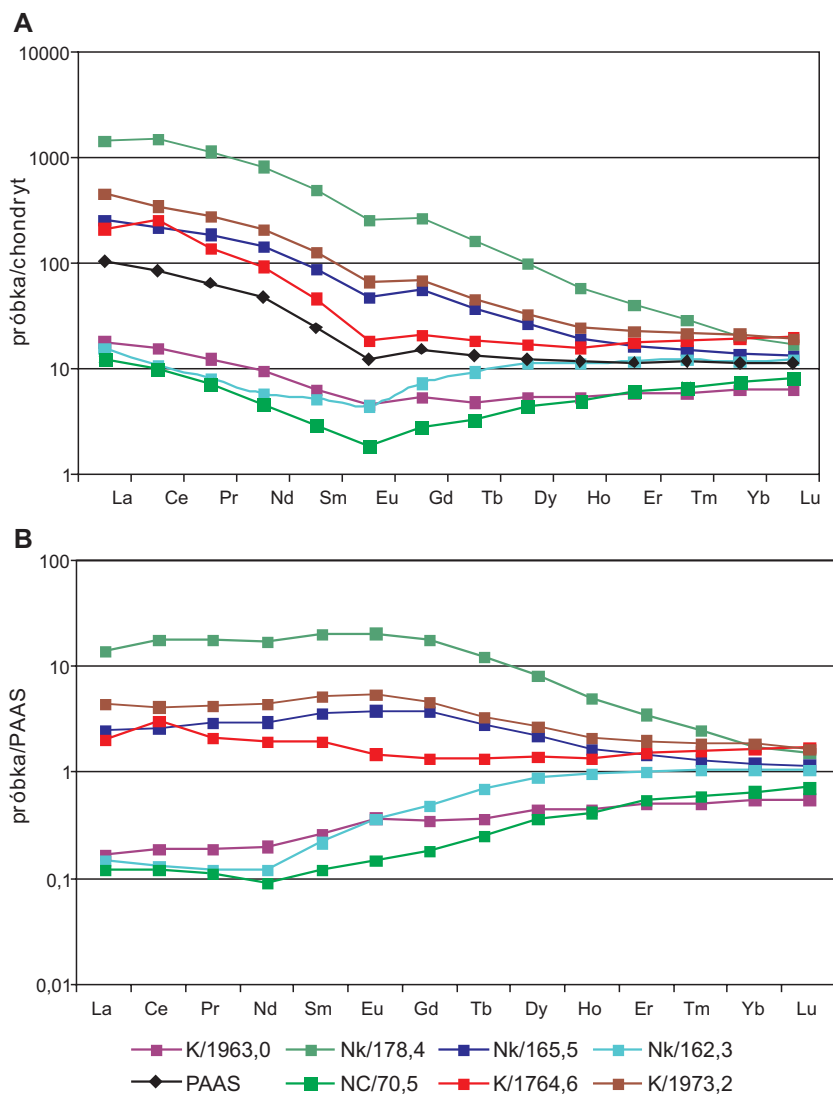 A
próbka/chondryt
10000
1000
100
10
1
La Ce Pr Nd Sm Eu Gd Tb Dy Ho Er Tm Yb Lu
B
próbka/PAAS
100
10
1
0,1
0,01
La Ce Pr Nd Sm Eu Gd Tb Dy Ho Er Tm Yb Lu
K/1963,0 Nk/178,4 Nk/165,5 Nk/162,3
PAAS NC/70,5 K/1764,6 K/1973,2